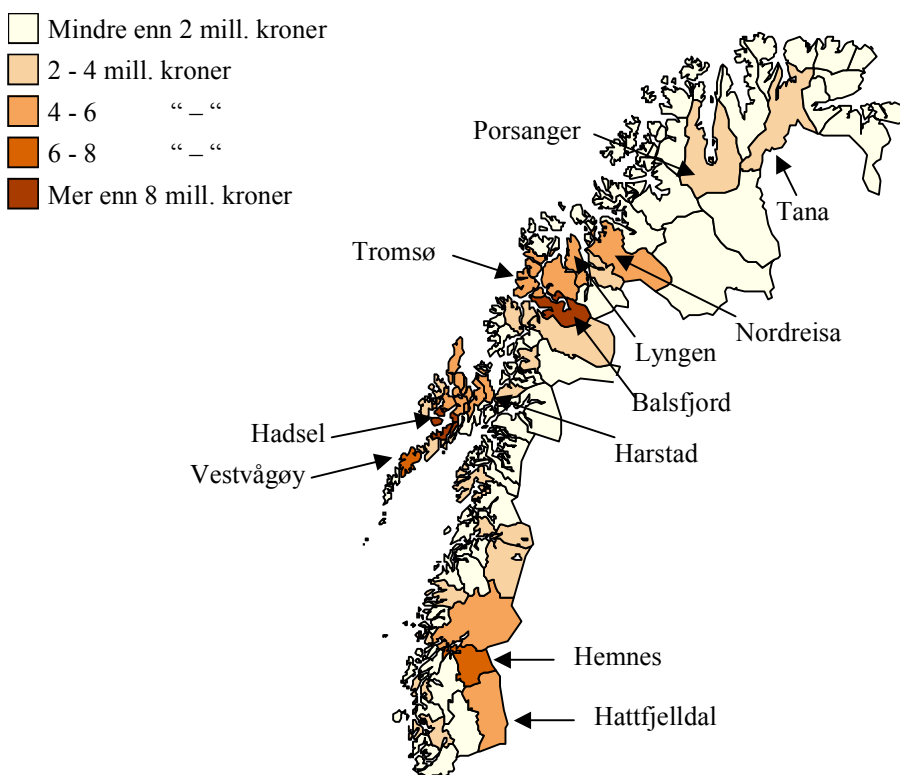 Mindre enn 2 mill. kroner
2 - 4 mill. kroner
4 - 6 “ – “
6 - 8 “ – “
Mer enn 8 mill. kroner
Porsanger
Tana
Tromsø
Nordreisa
Lyngen
Balsfjord
Hadsel
Harstad
Vestvågøy
Hemnes
Hattfjelldal